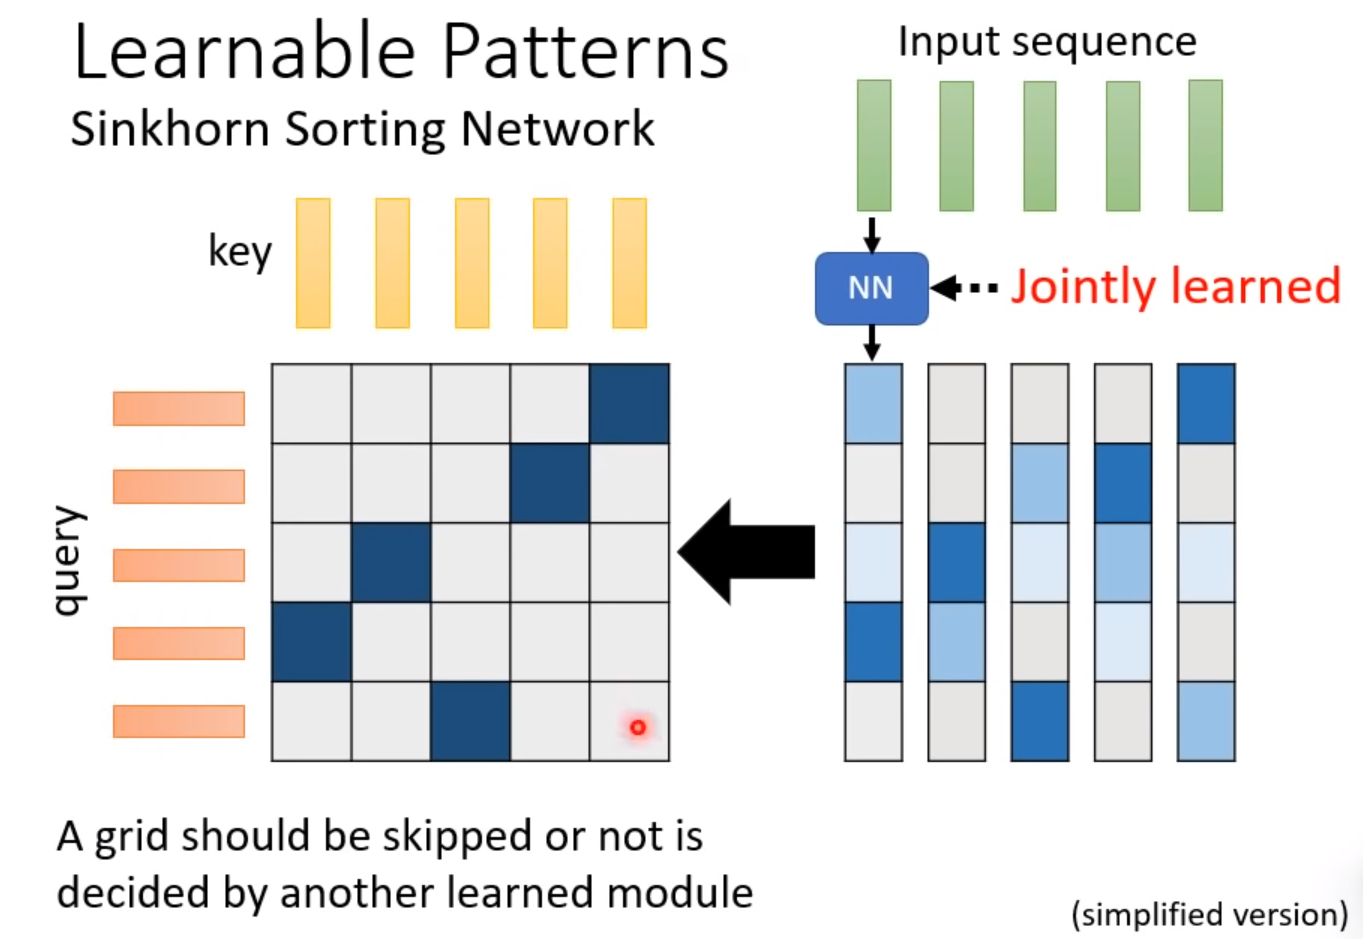 Learnable Patterns
Sinkhorn Sorting Network
Input sequence
key
NN
Jointly learned
query
A grid should be skipped or not is
decided by another learned module
(simplified version)